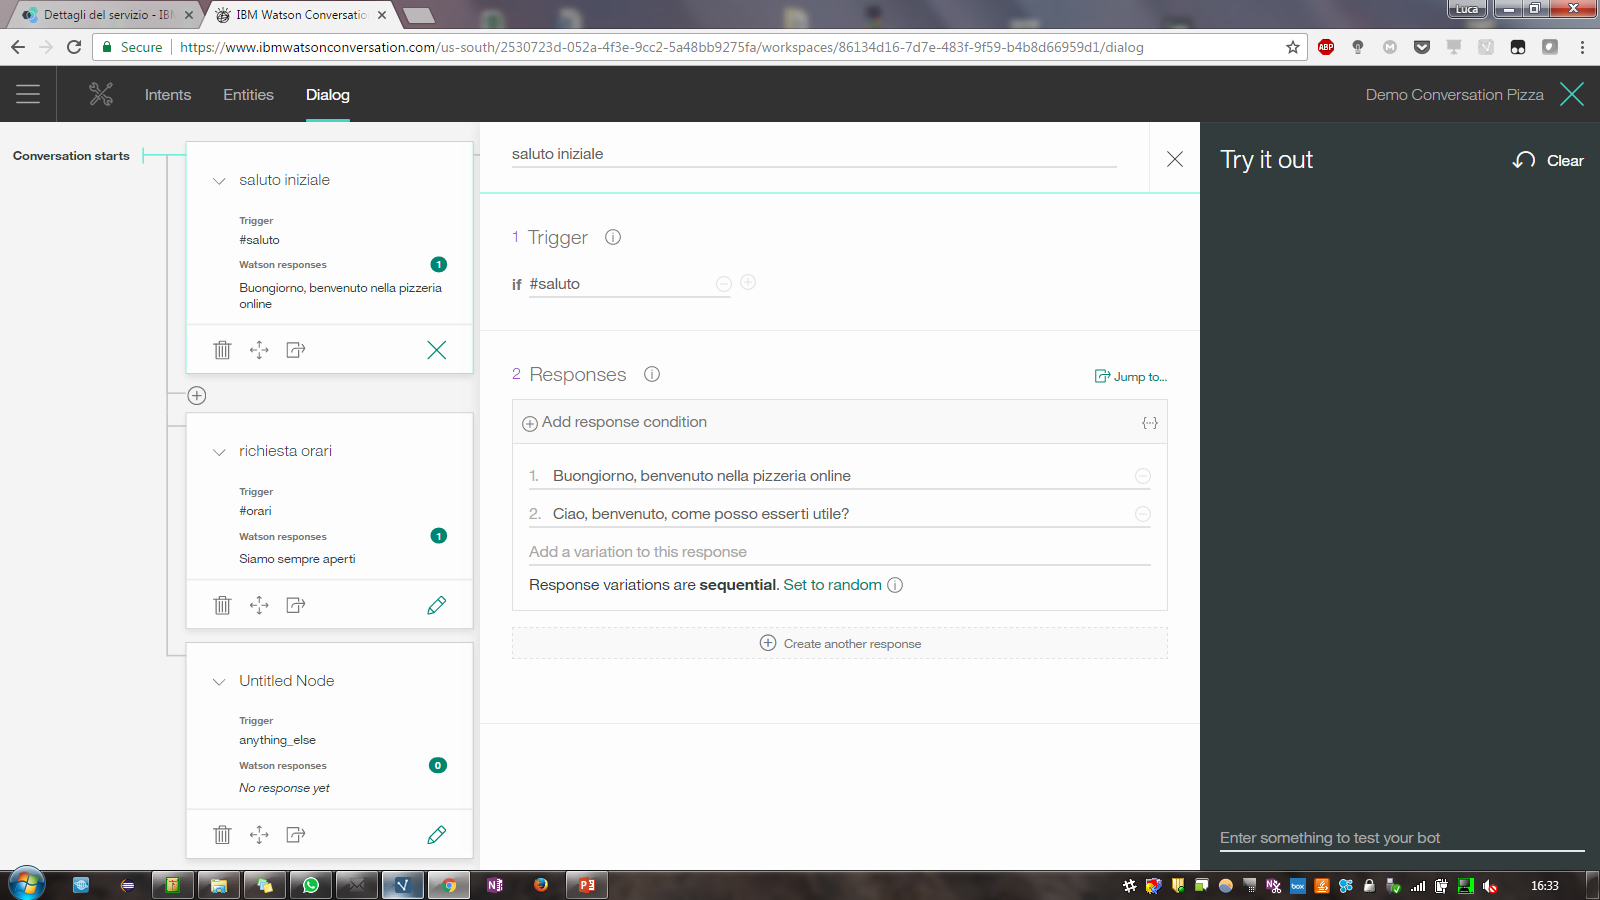 Dettagli del servizio - IBM
IBM Watson Conversatio
Luca
Secure
https://www.ibmwatsonconversation.com/us-south/2530723d-052a-4f3e-9cc2-5a48bb9275fa/workspaces/86134d16-7d7e-483f-9f59-b4b8d66959d1/dialog
ABP
Intents
Entities
Dialog
Demo Conversation Pizza
Conversation starts
saluto iniziale
Trigger
#saluto
Watson responses
1
Buongiorno, benvenuto nella pizzeria
online
richiesta orari
Trigger
#orari
Watson responses
1
Siamo sempre aperti
Untitled Node
Trigger
anything_else
Watson responses
0
No response yet
saluto iniziale
1 Trigger
if #saluto
2 Responses
Jump to...
Add response condition
1. Buongiorno, benvenuto nella pizzeria online
2. Ciao, benvenuto, come posso esserti utile?
Add a variation to this response
Response variations are sequential. Set to random
Create another response
Try it out
Clear
Enter something to test your bot
16:33